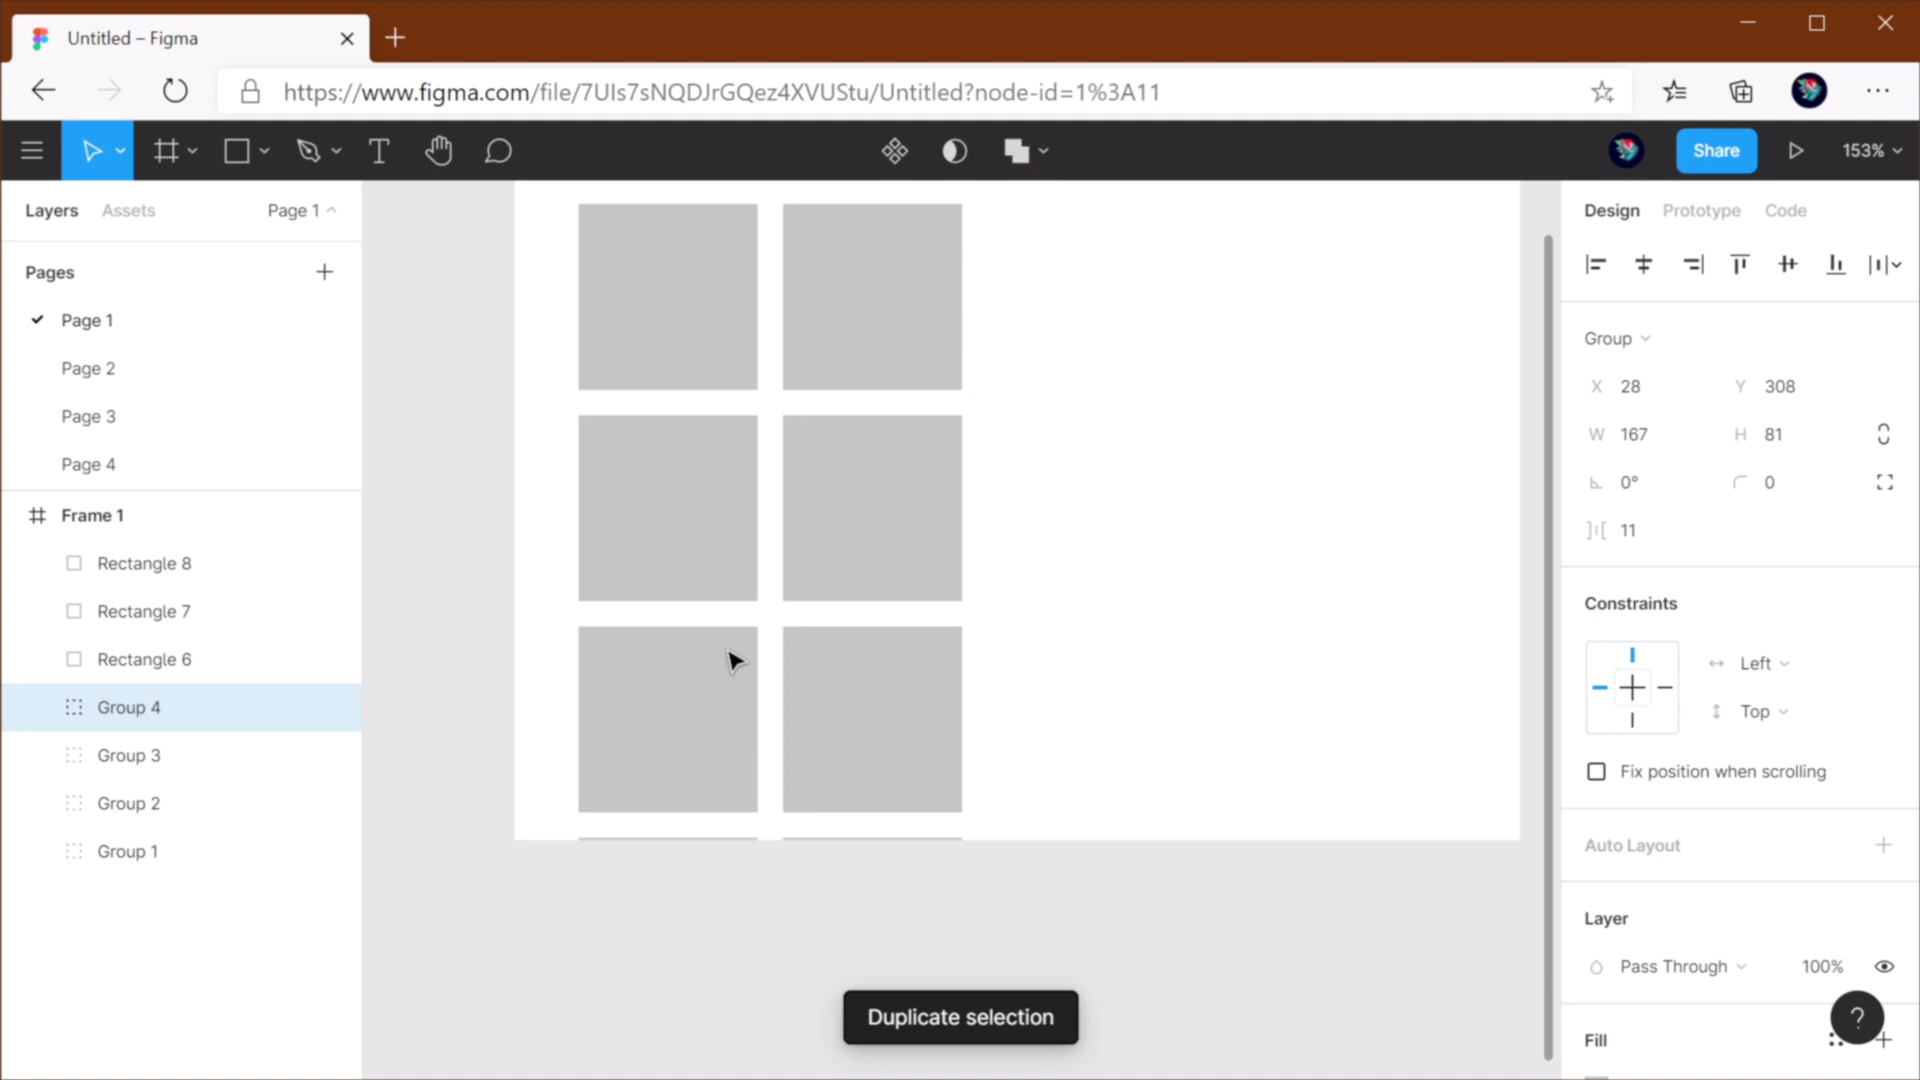 Untitled – Figma
https://www.figma.com/file/7UIs7sNQDJrGQez4XVUStu/Untitled?node-id=1%3A11
Share
153%
Layers
Assets
Page 1
Pages
Page 1
Page 2
Page 3
Page 4
Frame 1
Rectangle 8
Rectangle 7
Rectangle 6
Group 4
Group 3
Group 2
Group 1
Duplicate selection
Design
Prototype
Code
Group
X 28
Y 308
W 167
H 81
0°
0
11
Constraints
Left
Top
Fix position when scrolling
Auto Layout
Layer
Pass Through
100%
Fill
?